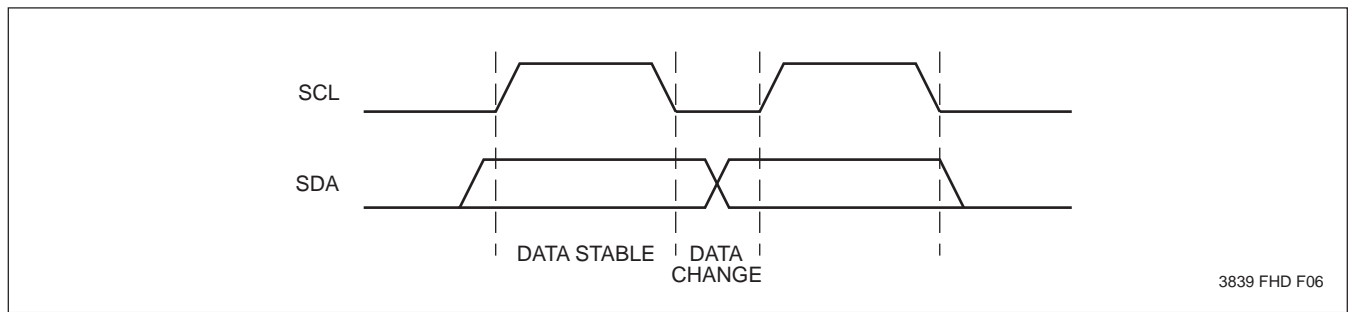 SCL
SDA
DATA STABLE
DATA
CHANGE
3839 FHD F06